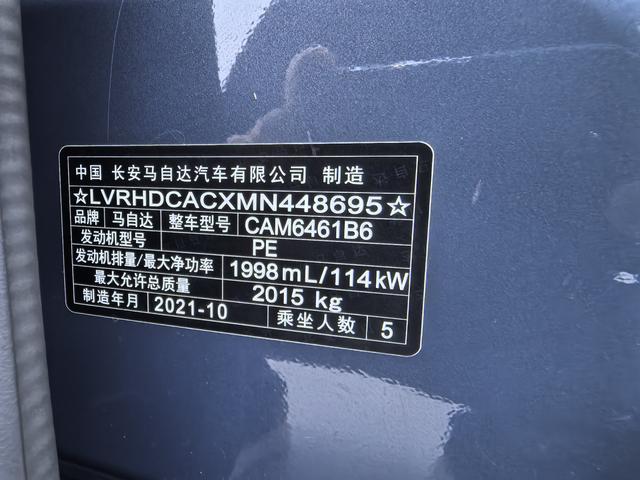 中国 长安马自达汽车有限公司 制造
☆LVRHDCACXMN448695☆
品牌 马自达 整车型号 CAM6461B6
发动机型号 PE
发动机排量/最大净功率 1998mL/114kW
最大允许总质量 2015 kg
制造年月 2021-10 乘坐人数 5